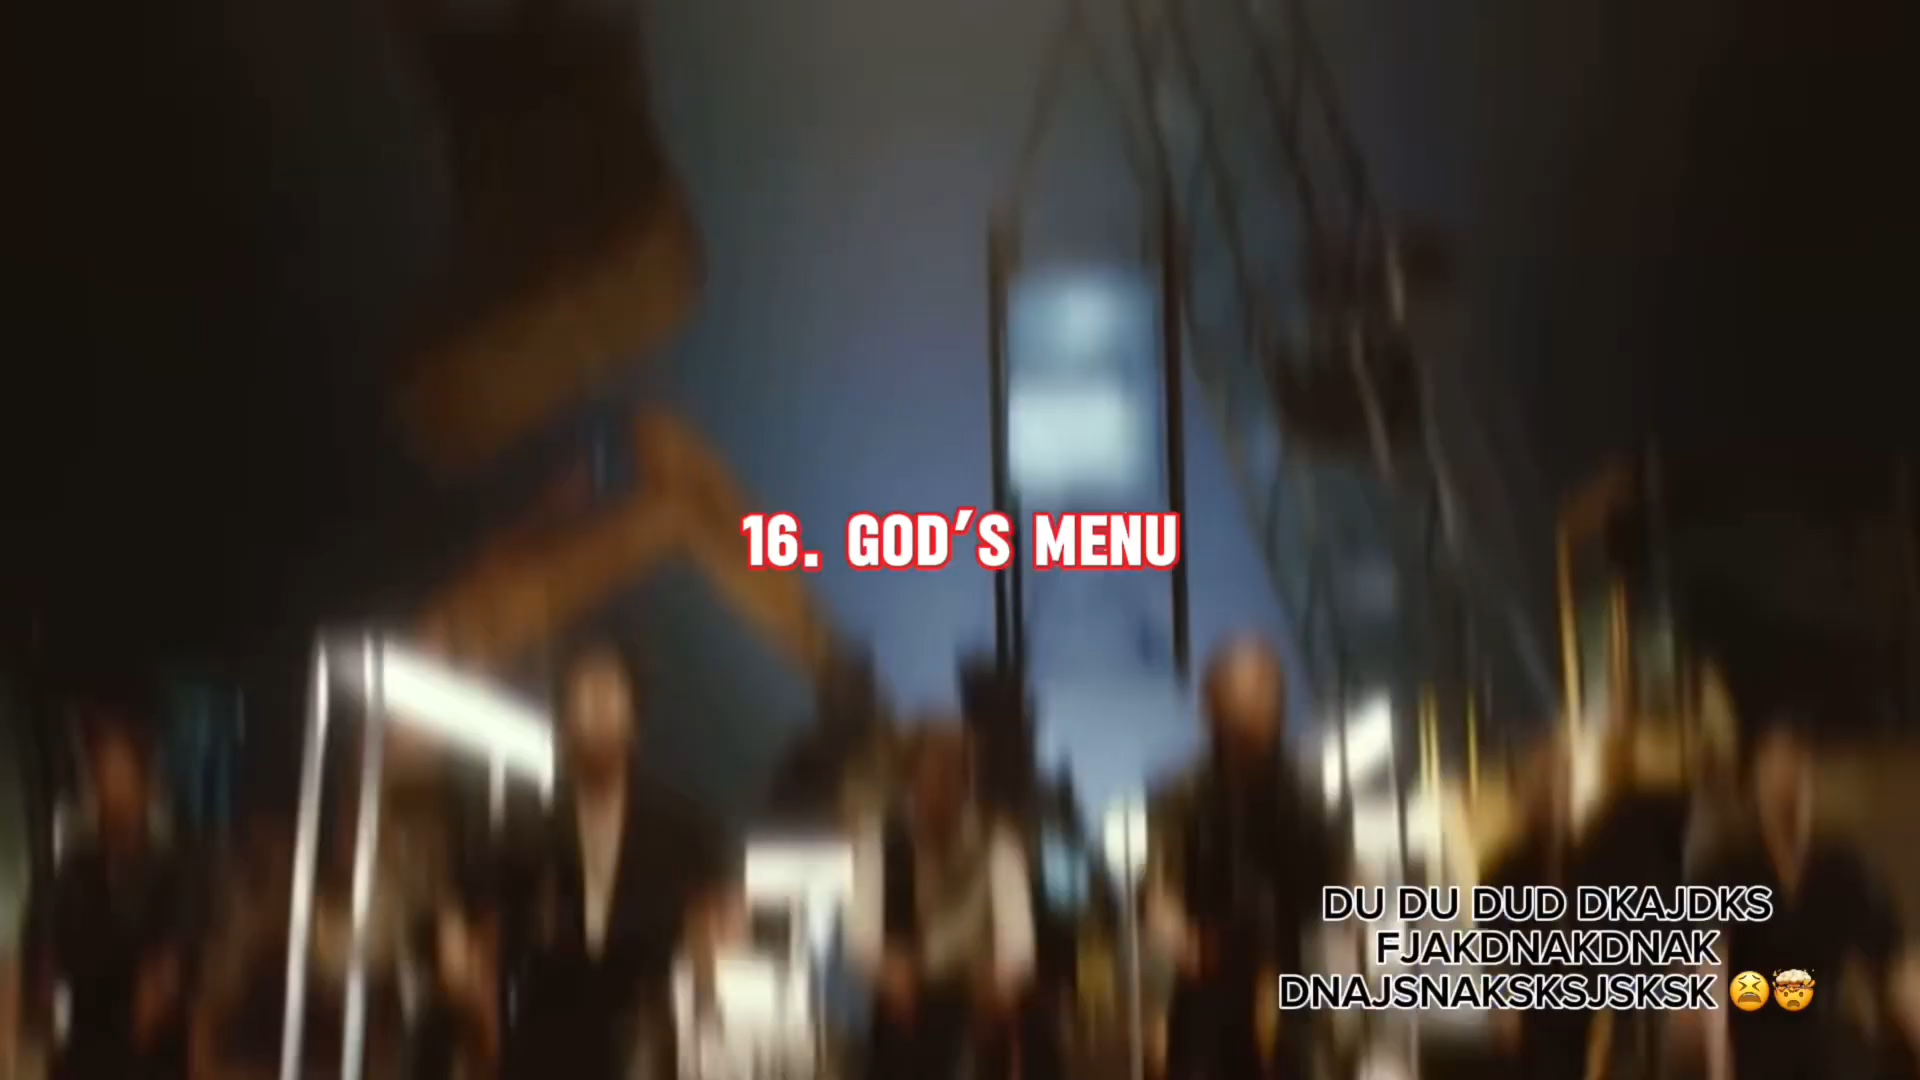 16. GOD'S MENU
DU DU DUD DKAJDKS
FJAKDNAKDNAK
DNAJSNAKSKSJSKSK 😫🤯